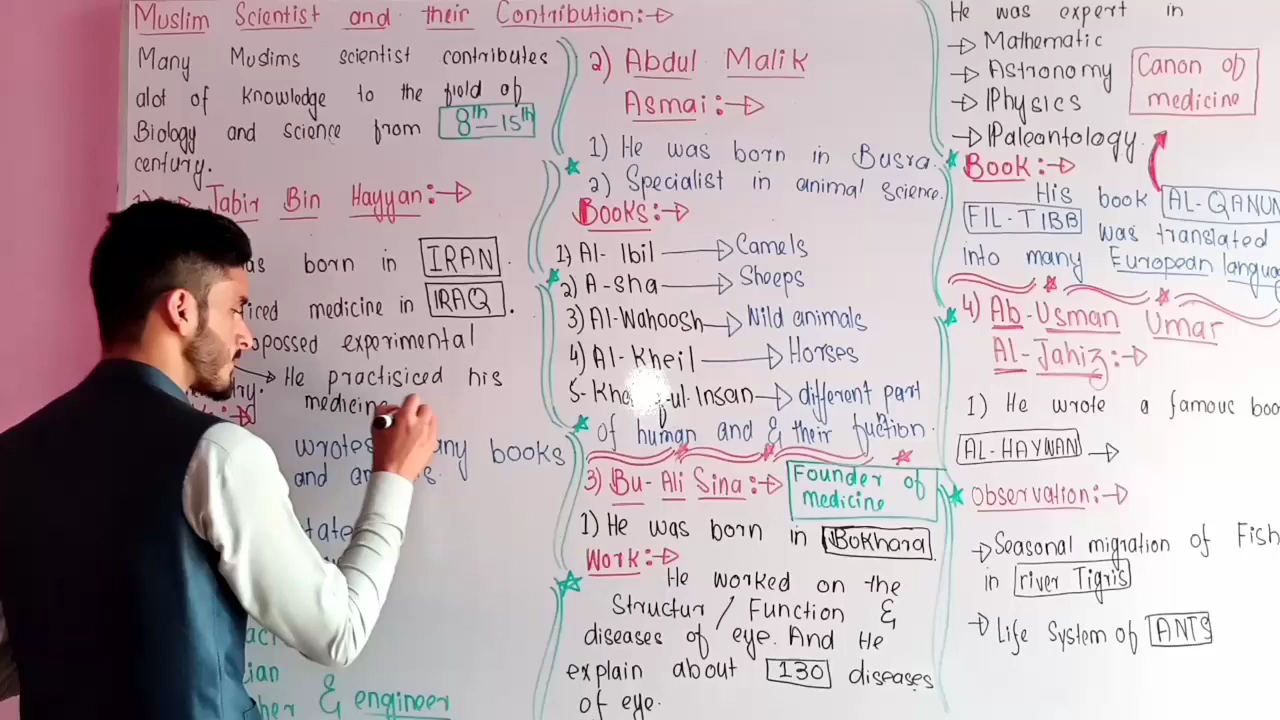 Muslim Scientist and their Contribution:->
Many Muslims scientist contributes
alot of knowledge to the field of
Biology and science from 8th-15th
century.
Jabir Bin Hayyan:->
born in IRAN.
medicine in IRAQ.
experimental
-> He practisiced his
medicine
wrotes books
and
& engineer
2) Abdul Malik
Asmai:->
1) He was born in Busra.
2) Specialist in animal science.
Books:->
1) Al-Ibil -> Camels
2) A-sha -> Sheeps
3) Al-Wahoosh -> Wild animals
4) Al-Kheil -> Horses
5- ul-Insan -> different part
of human and & their fuction.
3) Bu-Ali Sina:-> Founder of
medicine
1) He was born in Bokhara
Work:->
He worked on the
Structur / Function &
diseases of eye. And He
explain about 130 diseases
of eye.
He was expert in
-> Mathematic
-> Astronomy
-> Physics
-> Paleantology
Canon of
medicine
Book:->
His book AL-QANUN
FIL-TIBB was translated
into many European
4) Ab-Usman Umar
AL-Jahiz:->
1) He wrote a famous
AL-HAYWAN ->
Observation:->
-> Seasonal migration of Fish
in river Tigris
-> Life System of ANTS